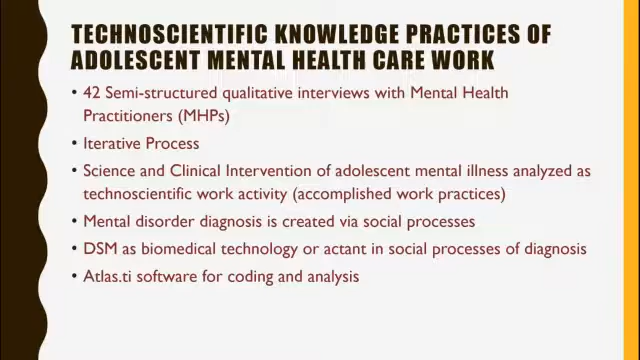 TECHNOSCIENTIFIC KNOWLEDGE PRACTICES OF
ADOLESCENT MENTAL HEALTH CARE WORK
• 42 Semi-structured qualitative interviews with Mental Health
Practitioners (MHPs)
• Iterative Process
• Science and Clinical Intervention of adolescent mental illness analyzed as
technoscientific work activity (accomplished work practices)
• Mental disorder diagnosis is created via social processes
• DSM as biomedical technology or actant in social processes of diagnosis
• Atlas.ti software for coding and analysis